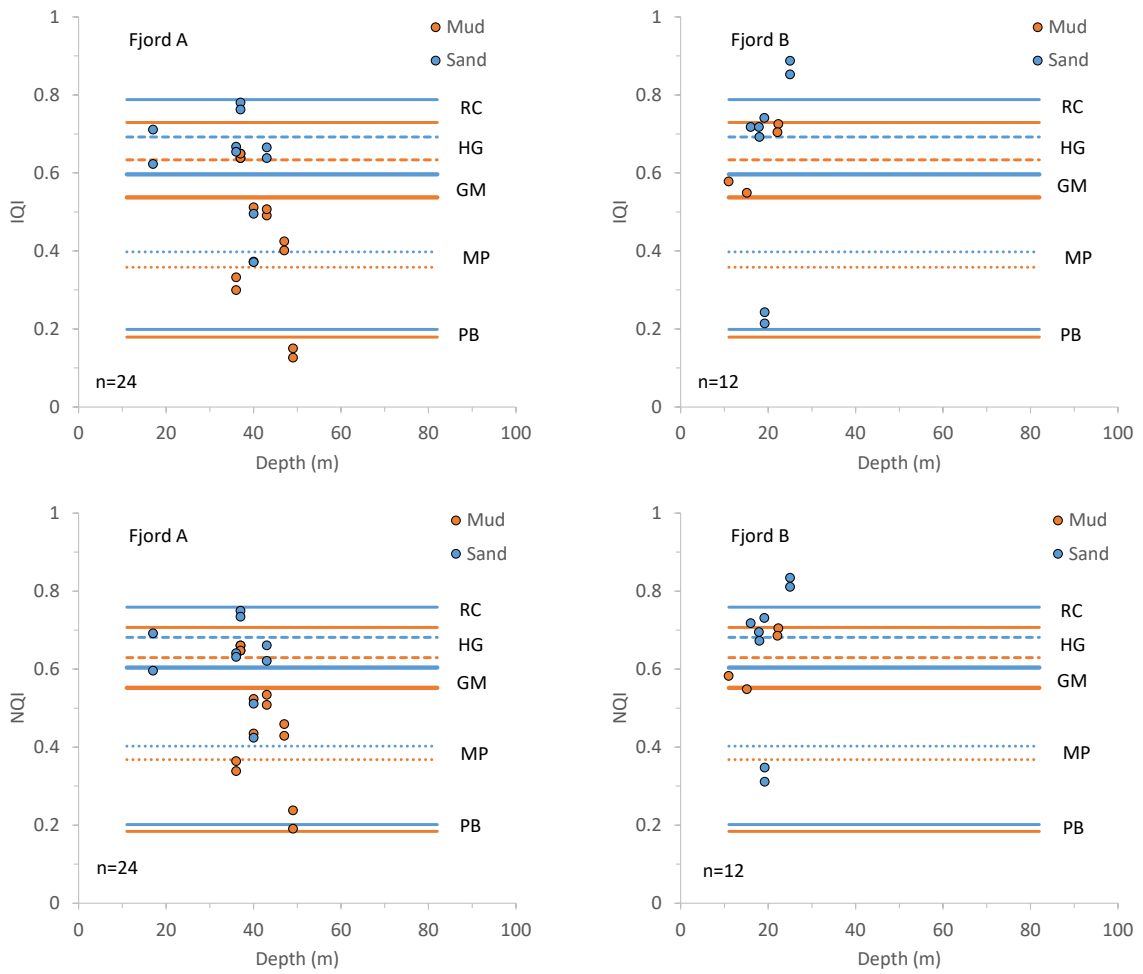 1
Fjord A
Mud
Sand
0.8
RC
HG
0.6
GM
IQI
0.4
MP
0.2
PB
n=24
0
0 20 40 60 80 100
Depth (m)
1
Fjord B
Mud
Sand
0.8
RC
HG
0.6
GM
IQI
0.4
MP
0.2
PB
n=12
0
0 20 40 60 80 100
Depth (m)
1
Fjord A
Mud
Sand
0.8
RC
HG
0.6
GM
NQI
0.4
MP
0.2
PB
n=24
0
0 20 40 60 80 100
Depth (m)
1
Fjord B
Mud
Sand
0.8
RC
HG
0.6
GM
NQI
0.4
MP
0.2
PB
n=12
0
0 20 40 60 80 100
Depth (m)